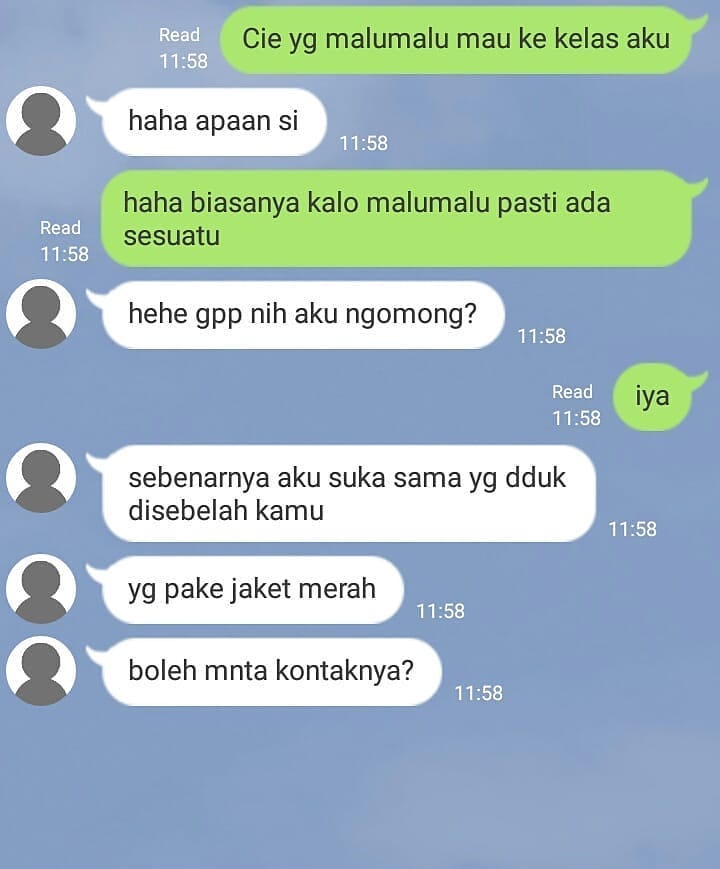 Cie yg malumalu mau ke kelas aku
Read
11:58
haha apaan si
11:58
haha biasanya kalo malumalu pasti ada
sesuatu
Read
11:58
hehe gpp nih aku ngomong?
11:58
iya
Read
11:58
sebenarnya aku suka sama yg dduk
disebelah kamu
11:58
yg pake jaket merah
11:58
boleh mnta kontaknya?
11:58